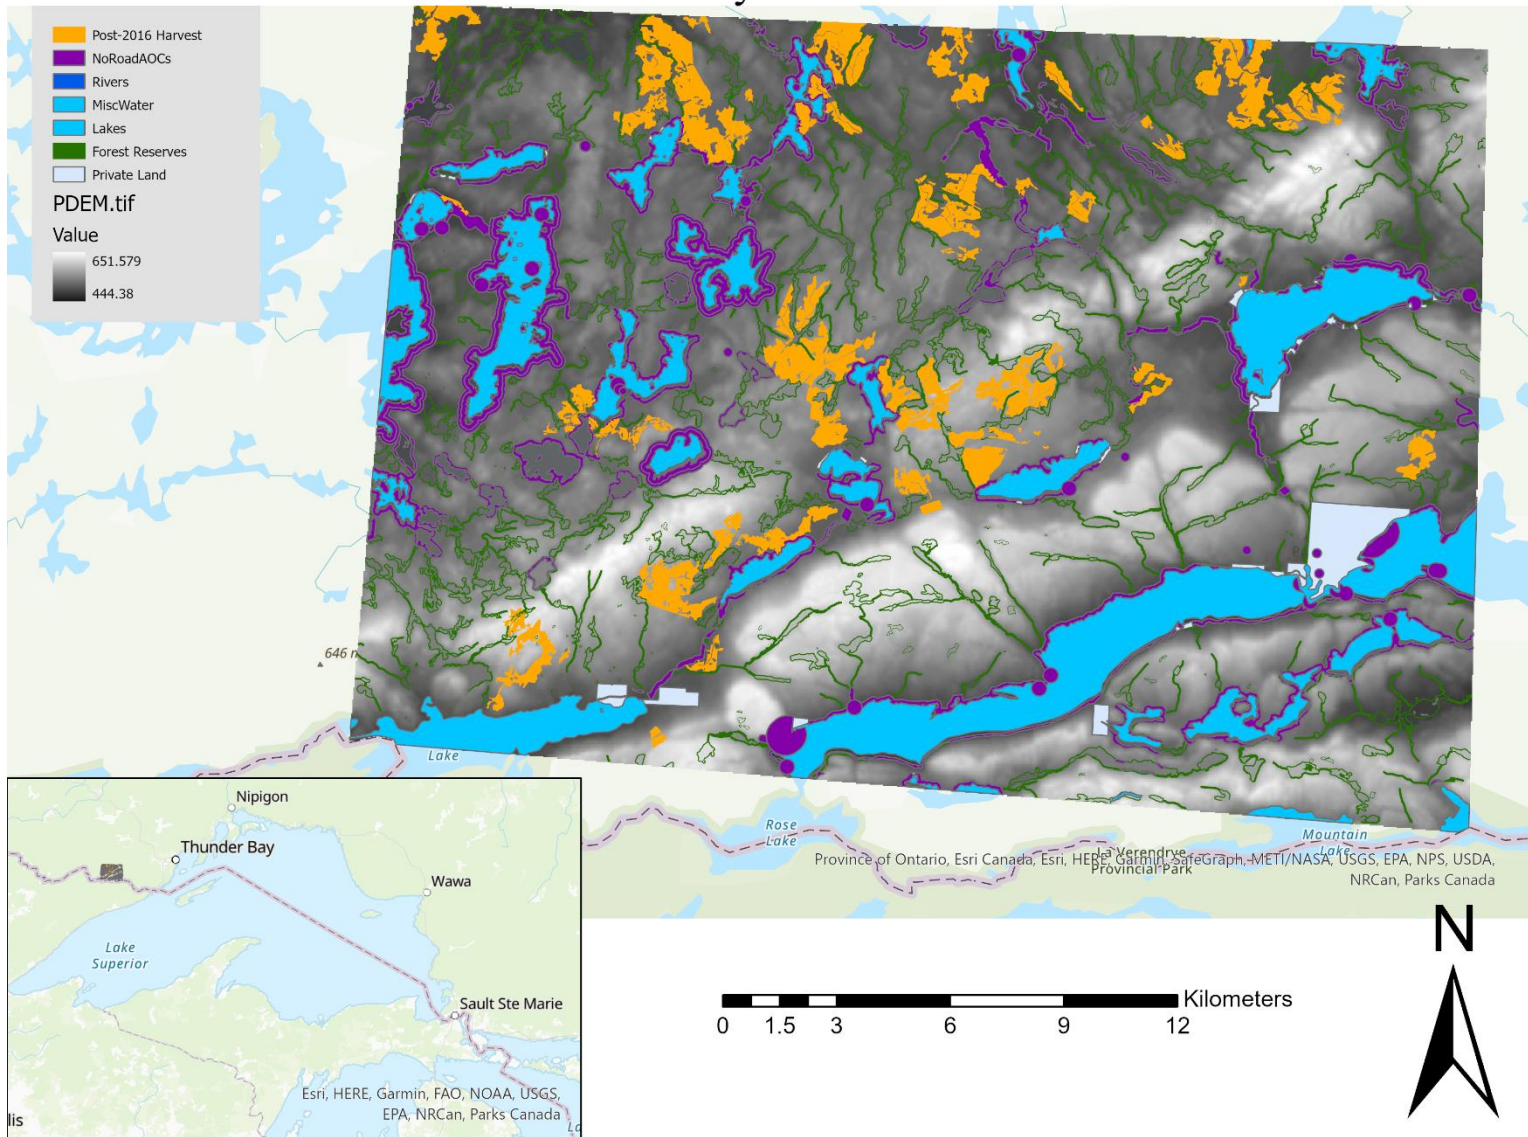 Post-2016 Harvest
NoRoadAOCs
Rivers
MiscWater
Lakes
Forest Reserves
Private Land
PDEM.tif
Value
651.579
444.38
Lake
Rose
Lake
Mountain
Lake
La Verendrye
Provincial Park
Province of Ontario, Esri Canada, Esri, HERE, Garmin, SafeGraph, METI/NASA, USGS, EPA, NPS, USDA,
NRCan, Parks Canada
Nipigon
Thunder Bay
Wawa
Lake
Superior
Sault Ste Marie
Esri, HERE, Garmin, FAO, NOAA, USGS,
EPA, NRCan, Parks Canada
lis
N
Kilometers
0 1.5 3 6 9 12